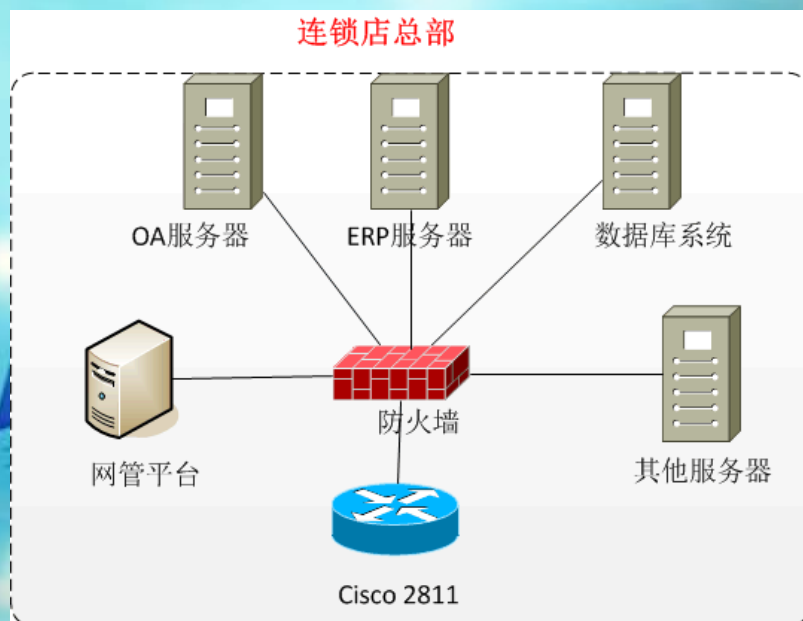 连锁店总部
OA服务器
ERP服务器
数据库系统
防火墙
网管平台
其他服务器
Cisco 2811